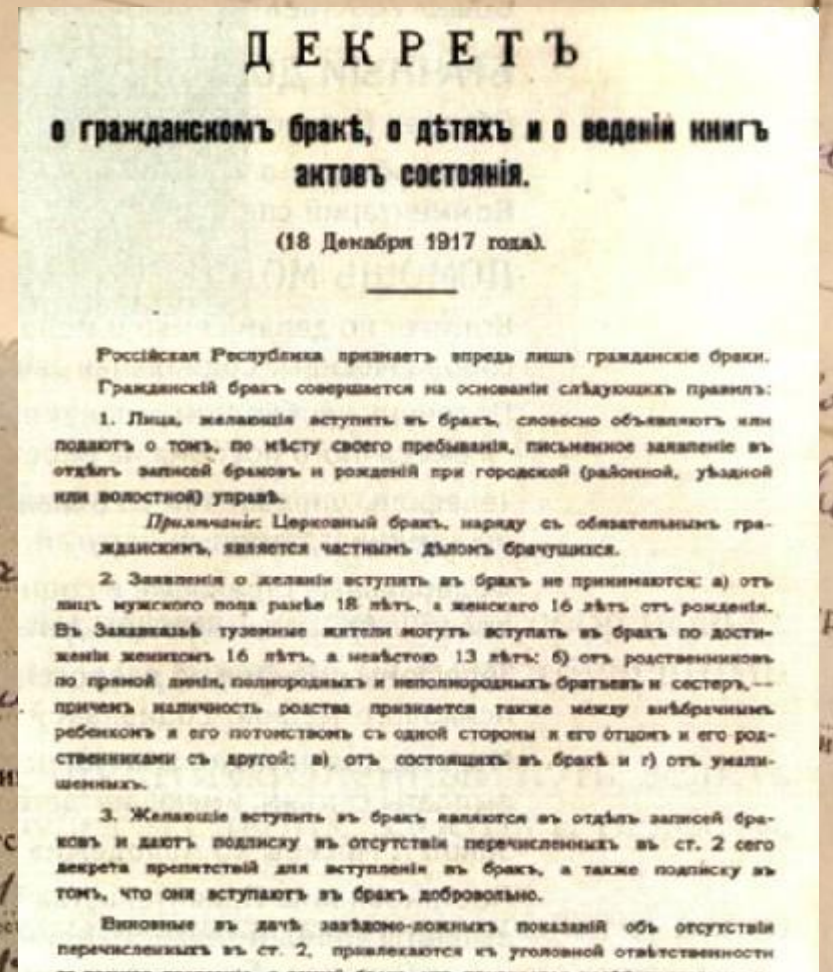 ДЕКРЕТЪ
о гражданскомъ бракѣ, о дѣтяхъ и о веденіи книгъ
актовъ состоянія.
(18 Декабря 1917 года).
Россійская Республика признаетъ впредь лишь гражданскіе браки.
Гражданскій бракъ совершается на основаніи слѣдующихъ правилъ:
1. Лица, желающія вступить въ бракъ, словесно объявляютъ или
подаютъ о томъ, по мѣсту своего пребыванія, письменное заявленіе въ
отдѣлъ записей браковъ и рожденій при городской (районной, уѣздной
или волостной) управѣ.
Примѣчаніе: Церковный бракъ, наряду съ обязательнымъ гра-
жданскимъ, является частнымъ дѣломъ брачущихся.
2. Заявленія о желаніи вступить въ бракъ не принимаются: а) отъ
лицъ мужского пола ранѣе 18 лѣтъ, а женскаго 16 лѣтъ отъ рожденія.
Въ Закавказьѣ туземные жители могутъ вступать въ бракъ по дости-
женіи женихомъ 16 лѣтъ, а невѣстою 13 лѣтъ; б) отъ родственниковъ
по прямой линіи, полнородныхъ и неполнородныхъ братьевъ и сестеръ,—
причемъ наличность родства признается также между внѣбрачнымъ
ребенкомъ и его потомствомъ съ одной стороны и его отцомъ и его род-
ственниками съ другой; в), отъ состоящихъ въ бракѣ и г) отъ умали-
шенныхъ.
3. Желающіе вступить въ бракъ являются въ отдѣлъ записей бра-
ковъ и даютъ подписку въ отсутствіи перечисленныхъ въ ст. 2 сего
декрета препятствій для вступленія въ бракъ, а также подписку въ
томъ, что они вступаютъ въ бракъ добровольно.
Виновные въ дачѣ завѣдомо-ложныхъ показаній объ отсутствіи
перечисленныхъ въ ст. 2, привлекаются къ уголовной отвѣтственности